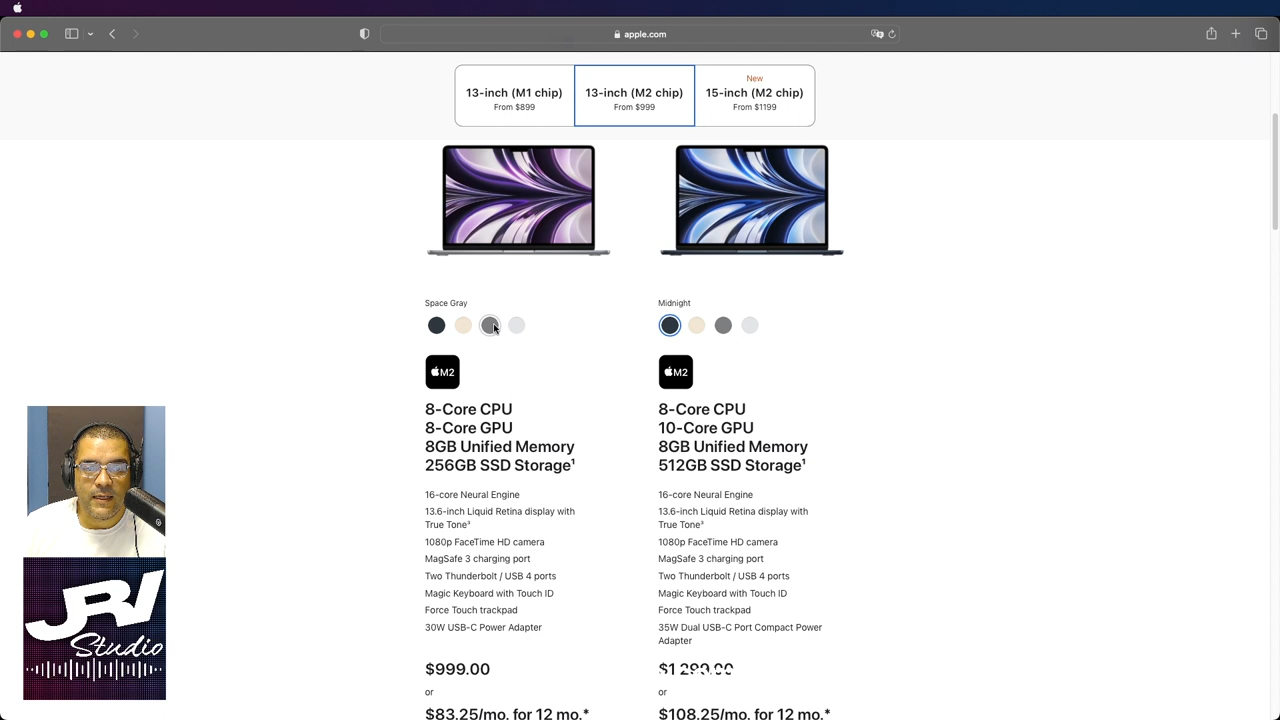 apple.com
13-inch (M1 chip)
From $899
13-inch (M2 chip)
From $999
New
15-inch (M2 chip)
From $1199
Space Gray
M2
8-Core CPU
8-Core GPU
8GB Unified Memory
256GB SSD Storage¹
16-core Neural Engine
13.6-inch Liquid Retina display with
True Tone³
1080p FaceTime HD camera
MagSafe 3 charging port
Two Thunderbolt / USB 4 ports
Magic Keyboard with Touch ID
Force Touch trackpad
30W USB-C Power Adapter
$999.00
or
$83.25/mo. for 12 mo.*
Midnight
M2
8-Core CPU
10-Core GPU
8GB Unified Memory
512GB SSD Storage¹
16-core Neural Engine
13.6-inch Liquid Retina display with
True Tone³
1080p FaceTime HD camera
MagSafe 3 charging port
Two Thunderbolt / USB 4 ports
Magic Keyboard with Touch ID
Force Touch trackpad
35W Dual USB-C Port Compact Power
Adapter
or
$108.25/mo. for 12 mo.*
JRV
Studio